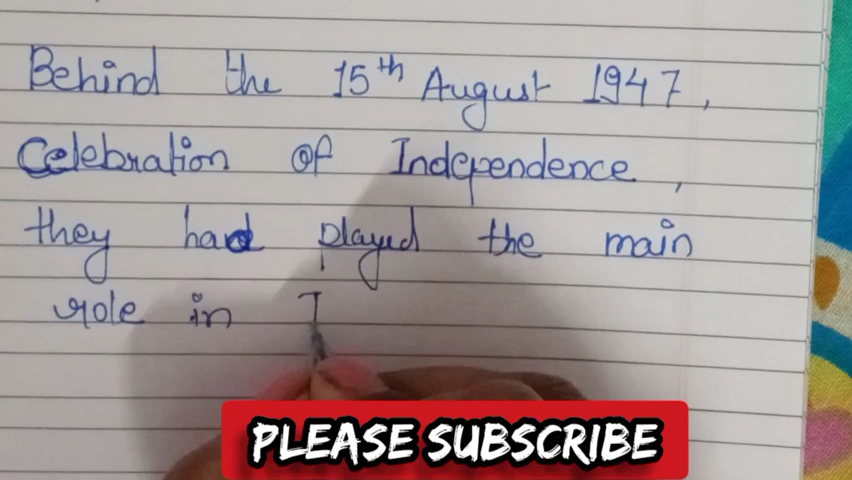 Behind the 15th August 1947,
Celebration of Independence,
they had played the main
role in I
PLEASE SUBSCRIBE